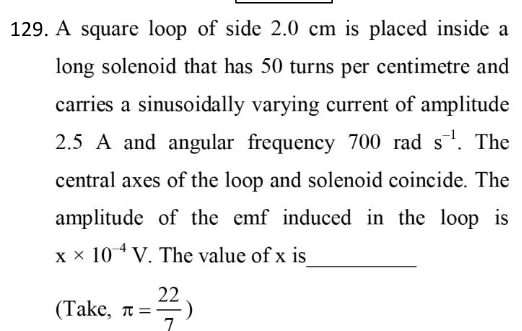 129. A square loop of side 2.0 cm is placed inside a
long solenoid that has 50 turns per centimetre and
carries a sinusoidally varying current of amplitude
2.5 A and angular frequency 700 rad s⁻¹. The
central axes of the loop and solenoid coincide. The
amplitude of the emf induced in the loop is
x × 10⁻⁴ V. The value of x is____________
(Take, π = 22/7)